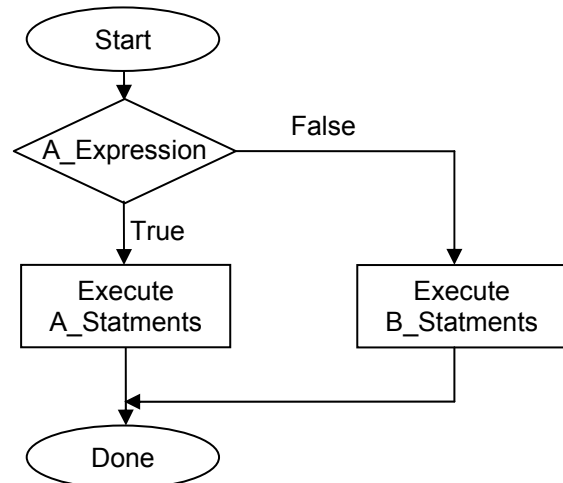 Start
A_Expression
False
True
Execute
A_Statments
Execute
B_Statments
Done